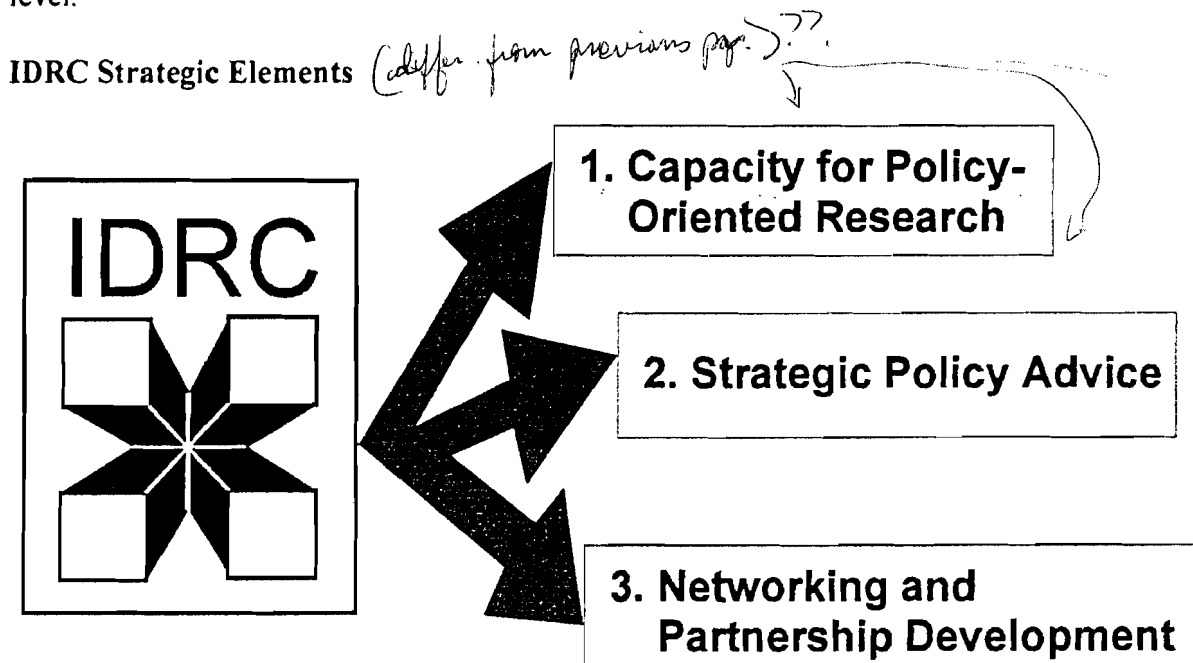 level.
IDRC Strategic Elements (differ from previous page)??.
IDRC
1. Capacity for Policy-
Oriented Research
2. Strategic Policy Advice
3. Networking and
Partnership Development